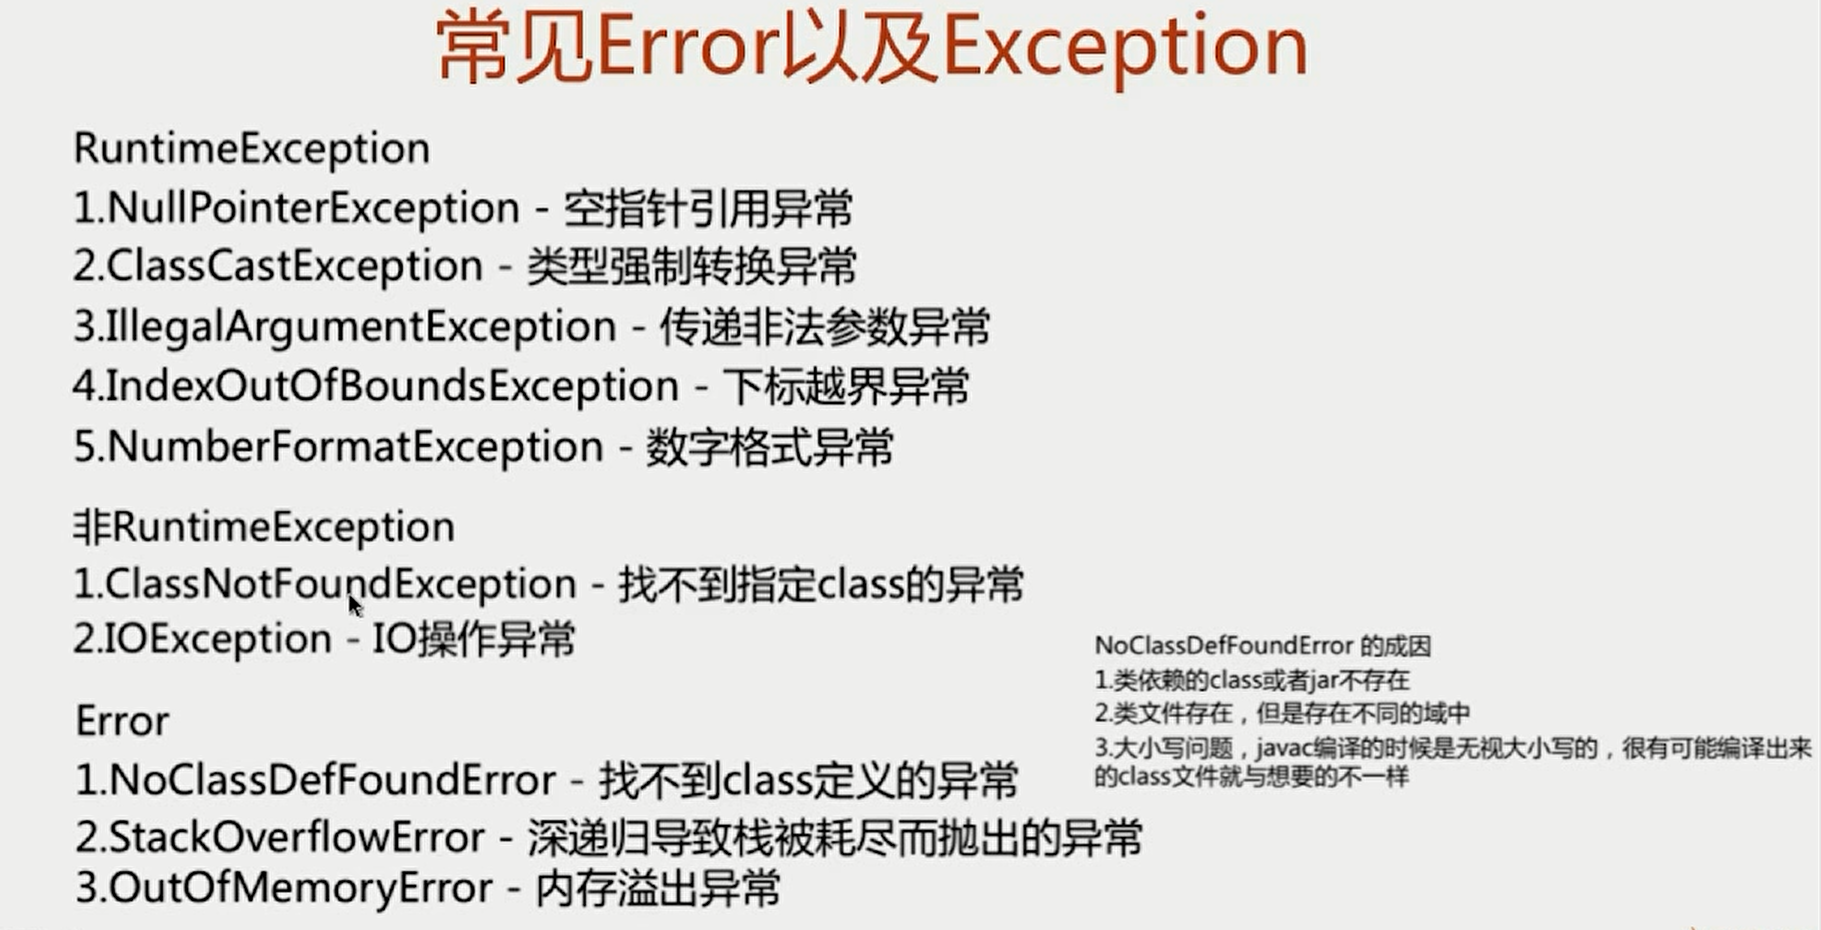 常见Error以及Exception
RuntimeException
1.NullPointerException - 空指针引用异常
2.ClassCastException - 类型强制转换异常
3.IllegalArgumentException - 传递非法参数异常
4.IndexOutOfBoundsException - 下标越界异常
5.NumberFormatException - 数字格式异常
非RuntimeException
1.ClassNotFoundException - 找不到指定class的异常
2.IOException - IO操作异常
Error
1.NoClassDefFoundError - 找不到class定义的异常
2.StackOverflowError - 深递归导致栈被耗尽而抛出的异常
3.OutOfMemoryError - 内存溢出异常
NoClassDefFoundError 的成因
1.类依赖的class或者jar不存在
2.类文件存在，但是存在不同的域中
3.大小写问题，javac编译的时候是无视大小写的，很有可能编译出来
的class文件就与想要的不一样